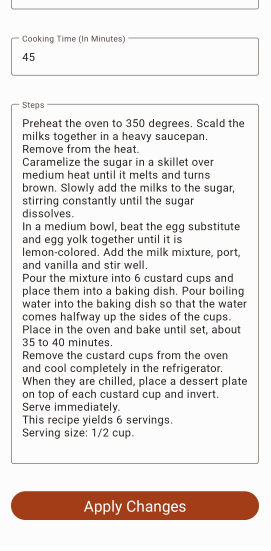 Cooking Time (In Minutes)
45
Steps
Preheat the oven to 350 degrees. Scald the
milks together in a heavy saucepan.
Remove from the heat.
Caramelize the sugar in a skillet over
medium heat until it melts and turns
brown. Slowly add the milks to the sugar,
stirring constantly until the sugar
dissolves.
In a medium bowl, beat the egg substitute
and egg yolk together until it is
lemon-colored. Add the milk mixture, port,
and vanilla and stir well.
Pour the mixture into 6 custard cups and
place them into a baking dish. Pour boiling
water into the baking dish so that the water
comes halfway up the sides of the cups.
Place in the oven and bake until set, about
35 to 40 minutes.
Remove the custard cups from the oven
and cool completely in the refrigerator.
When they are chilled, place a dessert plate
on top of each custard cup and invert.
Serve immediately.
This recipe yields 6 servings.
Serving size: 1/2 cup.
Apply Changes